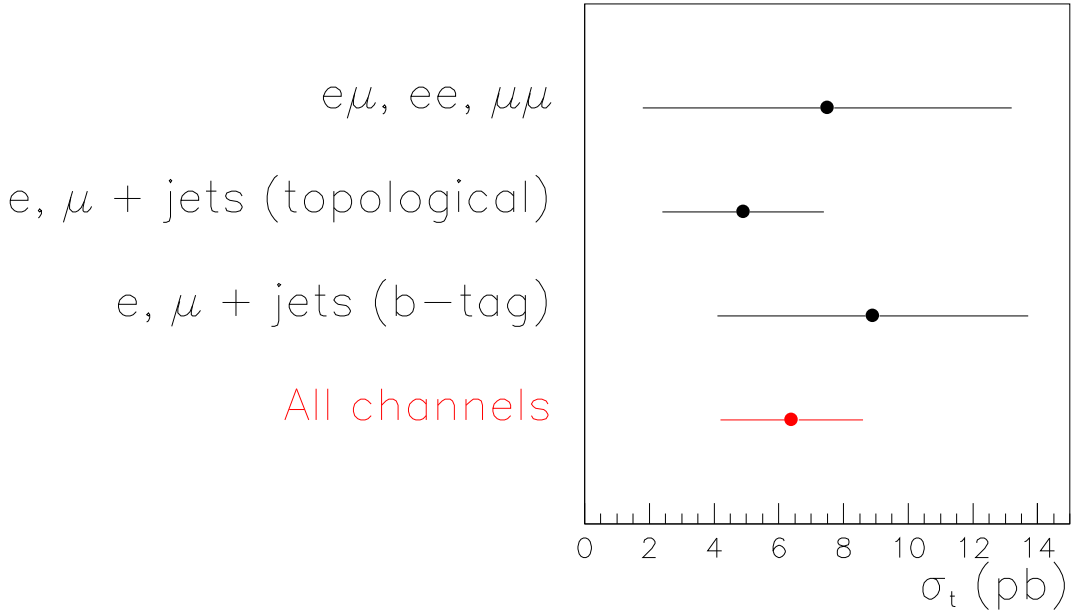 eμ, ee, μμ
e, μ + jets (topological)
e, μ + jets (b-tag)
All channels
0 2 4 6 8 10 12 14
σt (pb)